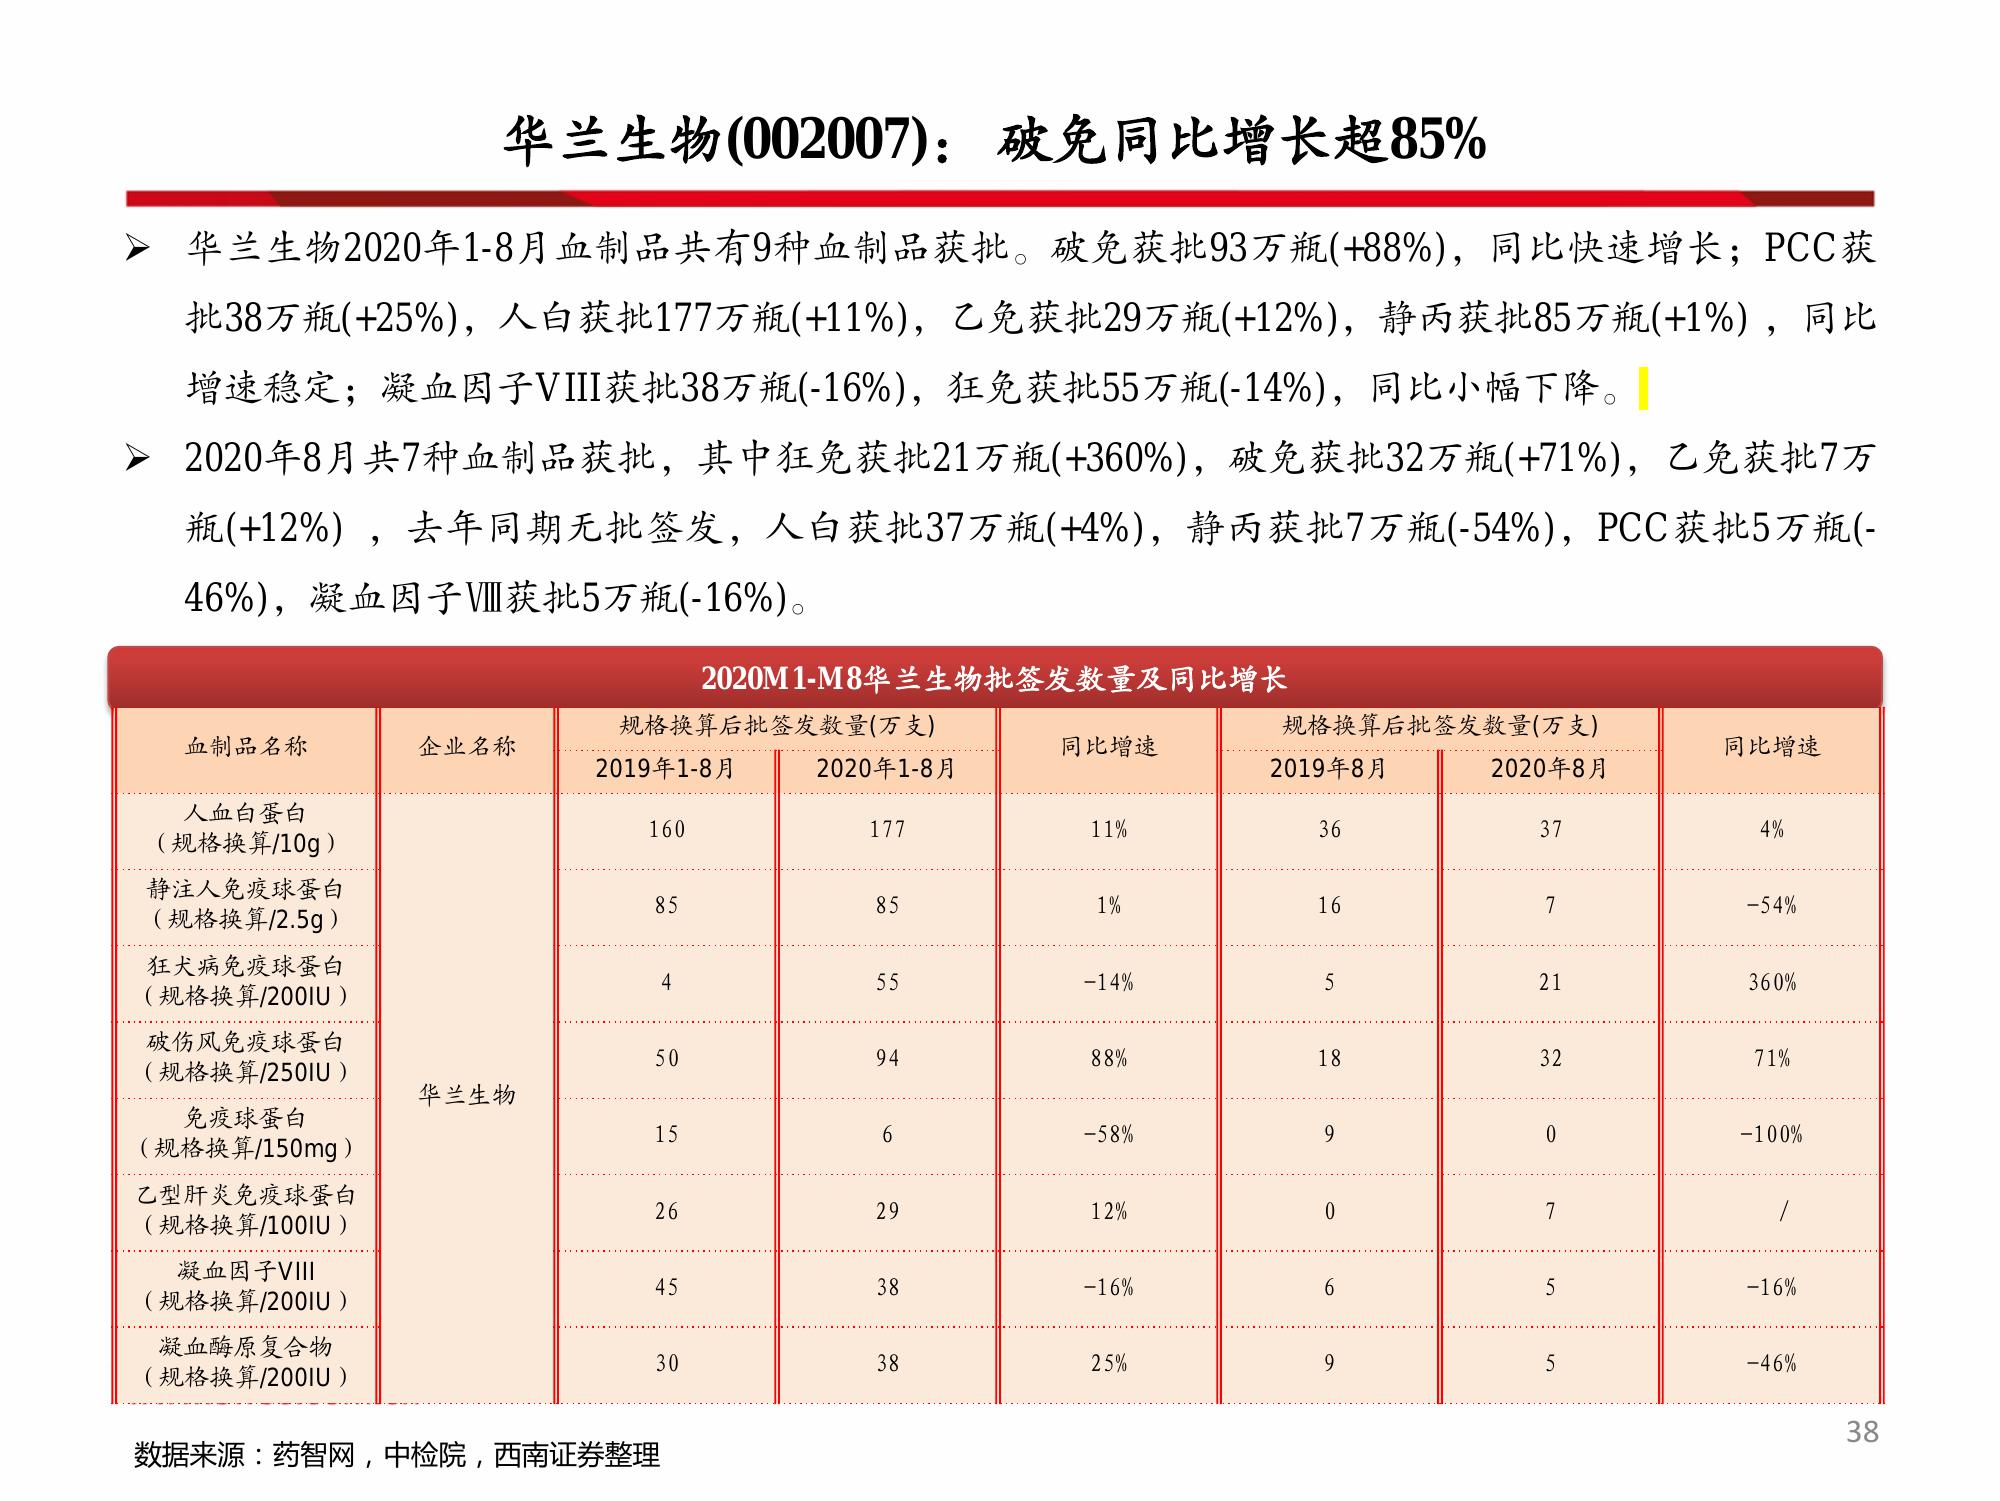 华兰生物(002007)： 破免同比增长超85%
华兰生物2020年1-8月血制品共有9种血制品获批。破免获批93万瓶(+88%)，同比快速增长；PCC获
批38万瓶(+25%)，人白获批177万瓶(+11%)，乙免获批29万瓶(+12%)，静丙获批85万瓶(+1%) ，同比
增速稳定；凝血因子VIII获批38万瓶(-16%)，狂免获批55万瓶(-14%)，同比小幅下降。
2020年8月共7种血制品获批，其中狂免获批21万瓶(+360%)，破免获批32万瓶(+71%)，乙免获批7万
瓶(+12%) ，去年同期无批签发，人白获批37万瓶(+4%)，静丙获批7万瓶(-54%)，PCC获批5万瓶(-
46%)，凝血因子Ⅷ获批5万瓶(-16%)。
2020M1-M8华兰生物批签发数量及同比增长
血制品名称 企业名称 规格换算后批签发数量(万支) 同比增速 规格换算后批签发数量(万支) 同比增速
2019年1-8月 2020年1-8月 2019年8月 2020年8月
人血白蛋白
（规格换算/10g） 160 177 11% 36 37 4%
静注人免疫球蛋白
（规格换算/2.5g） 85 85 1% 16 7 -54%
狂犬病免疫球蛋白
（规格换算/200IU） 4 55 -14% 5 21 360%
破伤风免疫球蛋白
（规格换算/250IU） 50 94 88% 18 32 71%
华兰生物
免疫球蛋白
（规格换算/150mg） 15 6 -58% 9 0 -100%
乙型肝炎免疫球蛋白
（规格换算/100IU） 26 29 12% 0 7 /
凝血因子VIII
（规格换算/200IU） 45 38 -16% 6 5 -16%
凝血酶原复合物
（规格换算/200IU） 30 38 25% 9 5 -46%
数据来源：药智网，中检院，西南证券整理
38